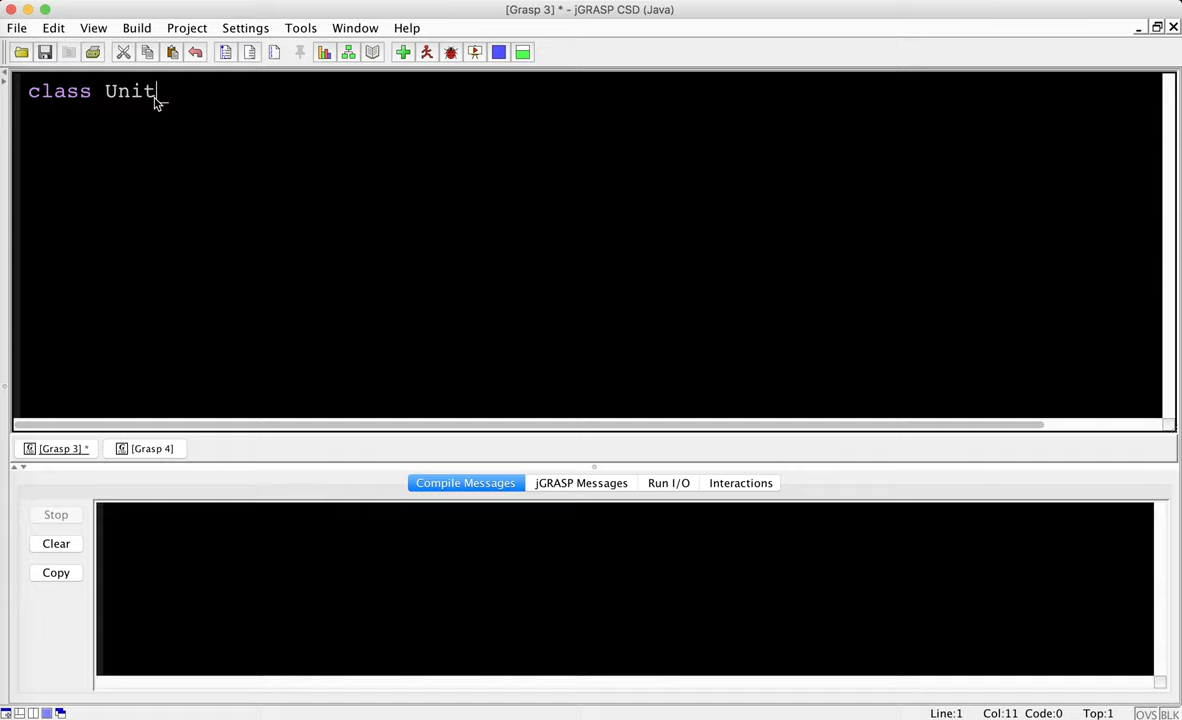 [Grasp 3] * - jGRASP CSD (Java)
File Edit View Build Project Settings Tools Window Help
class Unit
[Grasp 3] * [Grasp 4]
Compile Messages jGRASP Messages Run I/O Interactions
Stop
Clear
Copy
Line:1 Col:11 Code:0 Top:1 OVS BLK